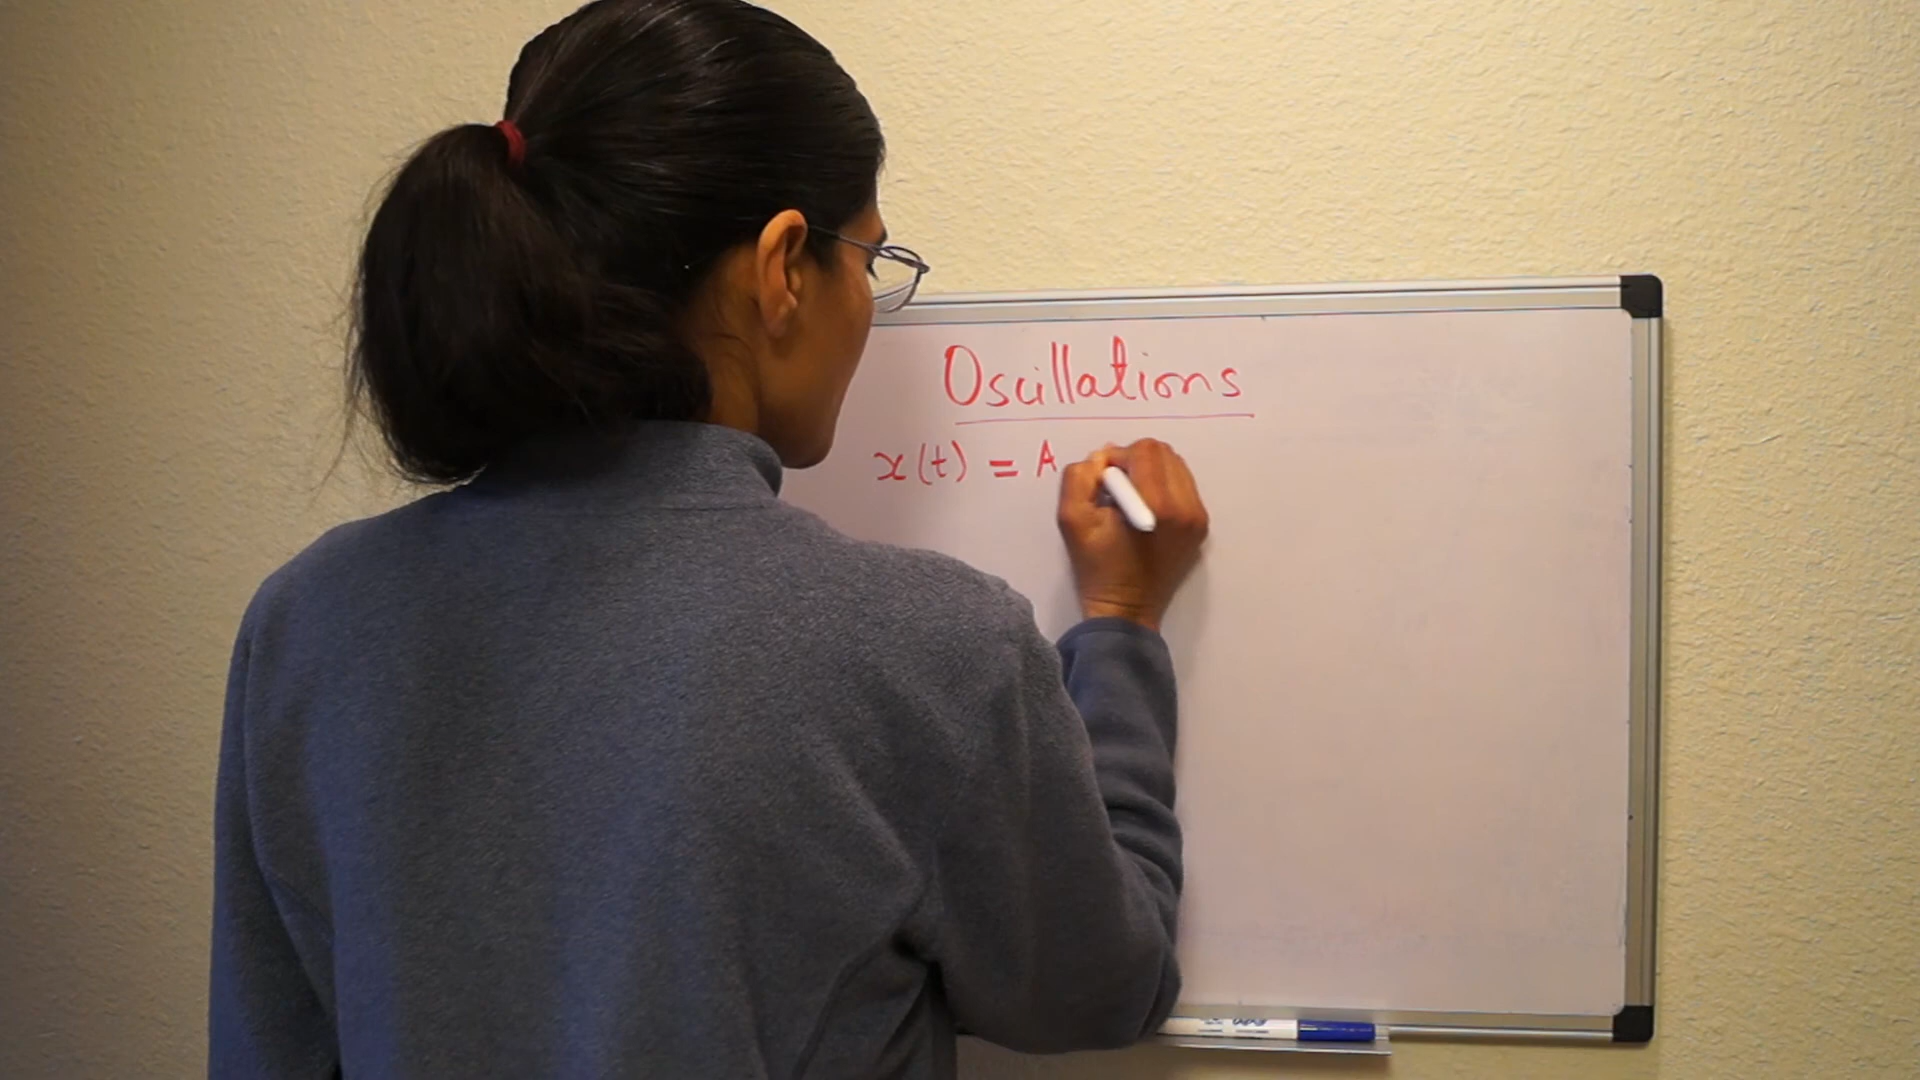 Oscillations
x(t) = A